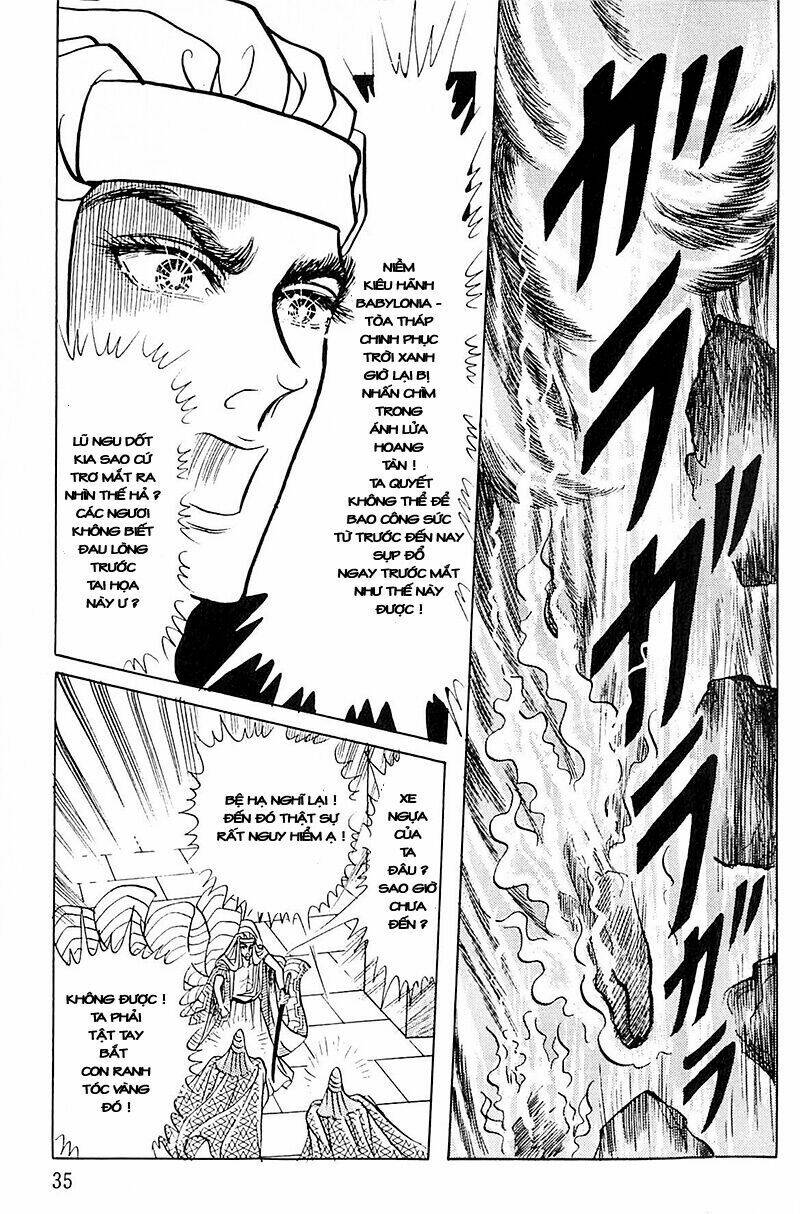 ガラガラガラ
NIỀM
KIÊU HÃNH
BABYLONIA -
TÒA THÁP
CHINH PHỤC
TRỜI XANH
GIỜ LẠI BỊ
NHẤN CHÌM
TRONG
ÁNH LỬA
HOANG
TÀN !
TA QUYẾT
KHÔNG THỂ ĐỂ
BAO CÔNG SỨC
TỪ TRƯỚC ĐẾN NAY
SỤP ĐỔ
NGAY TRƯỚC MẮT
NHƯ THẾ NÀY
ĐƯỢC !
LŨ NGU DỐT
KIA SAO CỨ
TRƠ MẮT RA
NHÌN THẾ HẢ ?
CÁC NGƯƠI
KHÔNG BIẾT
ĐAU LÒNG
TRƯỚC
TAI HỌA
NÀY Ư ?
XE
NGỰA
CỦA
TA
ĐÂU ?
SAO GIỜ
CHƯA
ĐẾN ?
BỆ HẠ NGHĨ LẠI !
ĐẾN ĐÓ THẬT SỰ
RẤT NGUY HIỂM Ạ !
KHÔNG ĐƯỢC !
TA PHẢI
TẬT TAY
BẮT
CON RANH
TÓC VÀNG
ĐÓ !
35